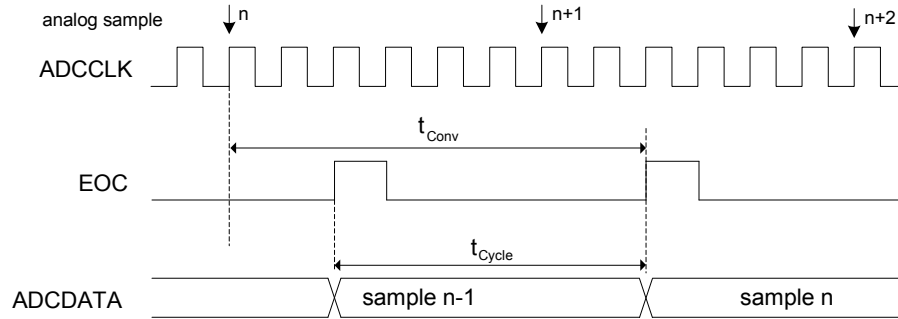 analog sample n n+1 n+2
ADCCLK
tConv
EOC
tCycle
ADCDATA sample n-1 sample n